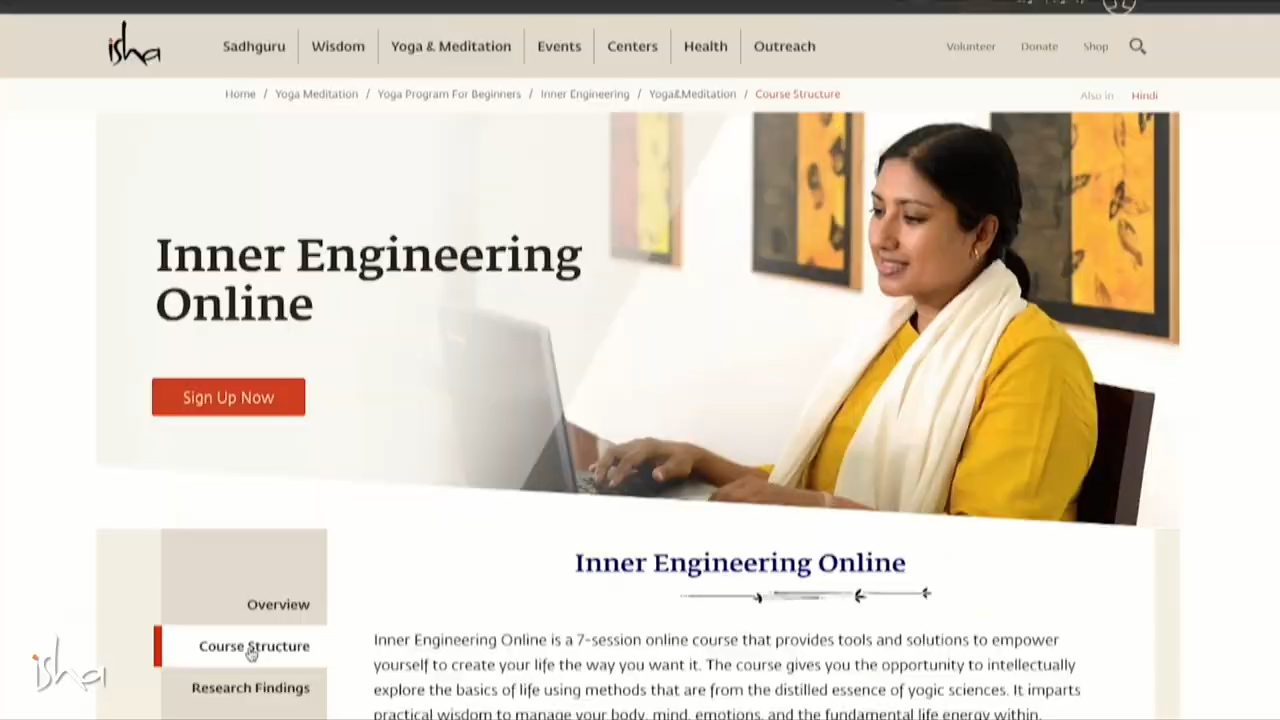 isha
Sadhguru
Wisdom
Yoga & Meditation
Events
Centers
Health
Outreach
Volunteer
Donate
Shop
Home / Yoga Meditation / Yoga Program For Beginners / Inner Engineering / Yoga&Meditation / Course Structure
Also in Hindi
Inner Engineering
Online
Sign Up Now
Inner Engineering Online
Overview
Course Structure
Research Findings
Inner Engineering Online is a 7-session online course that provides tools and solutions to empower
yourself to create your life the way you want it. The course gives you the opportunity to intellectually
explore the basics of life using methods that are from the distilled essence of yogic sciences. It imparts
practical wisdom to manage your body, mind, emotions, and the fundamental life energy within.
isha